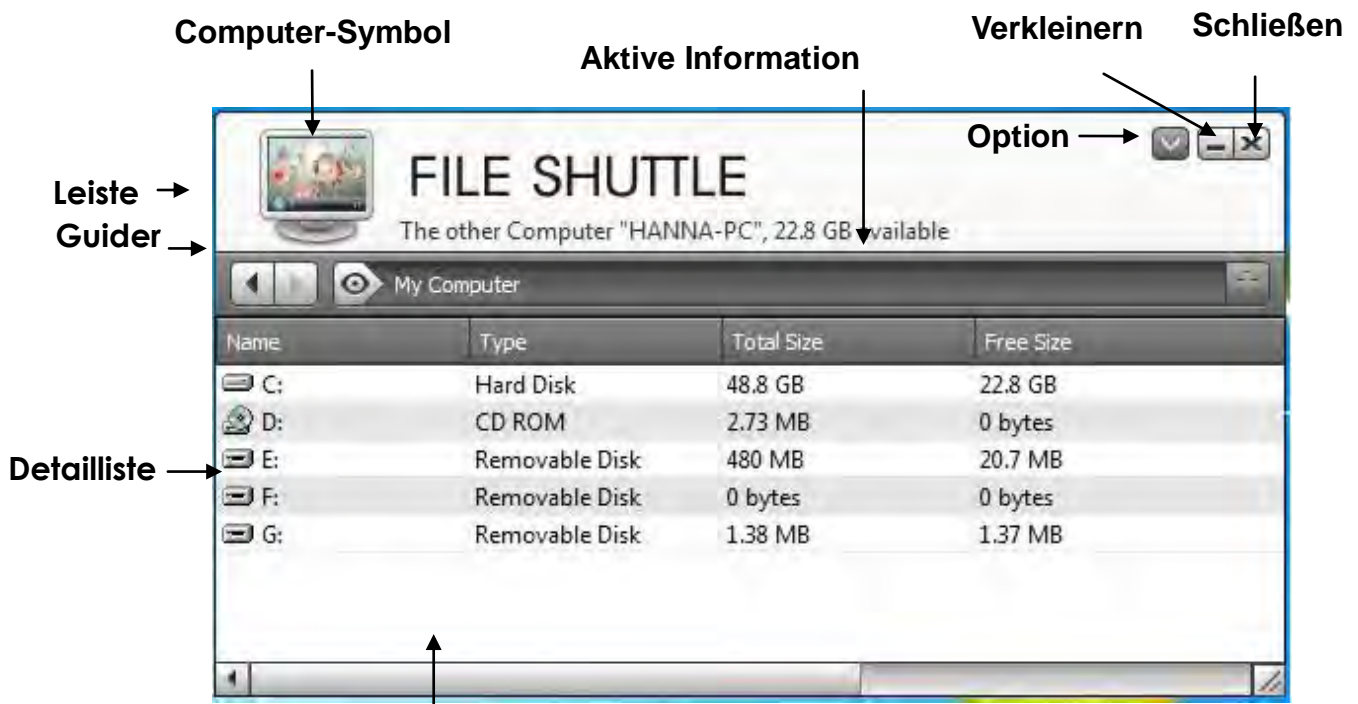 Computer-Symbol
Aktive Information
Verkleinern
Schließen
Option
Leiste
Guider
FILE SHUTTLE
The other Computer "HANNA-PC", 22.8 GB available
My Computer
Name Type Total Size Free Size
C: Hard Disk 48.8 GB 22.8 GB
D: CD ROM 2.73 MB 0 bytes
Detailliste
E: Removable Disk 480 MB 20.7 MB
F: Removable Disk 0 bytes 0 bytes
G: Removable Disk 1.38 MB 1.37 MB